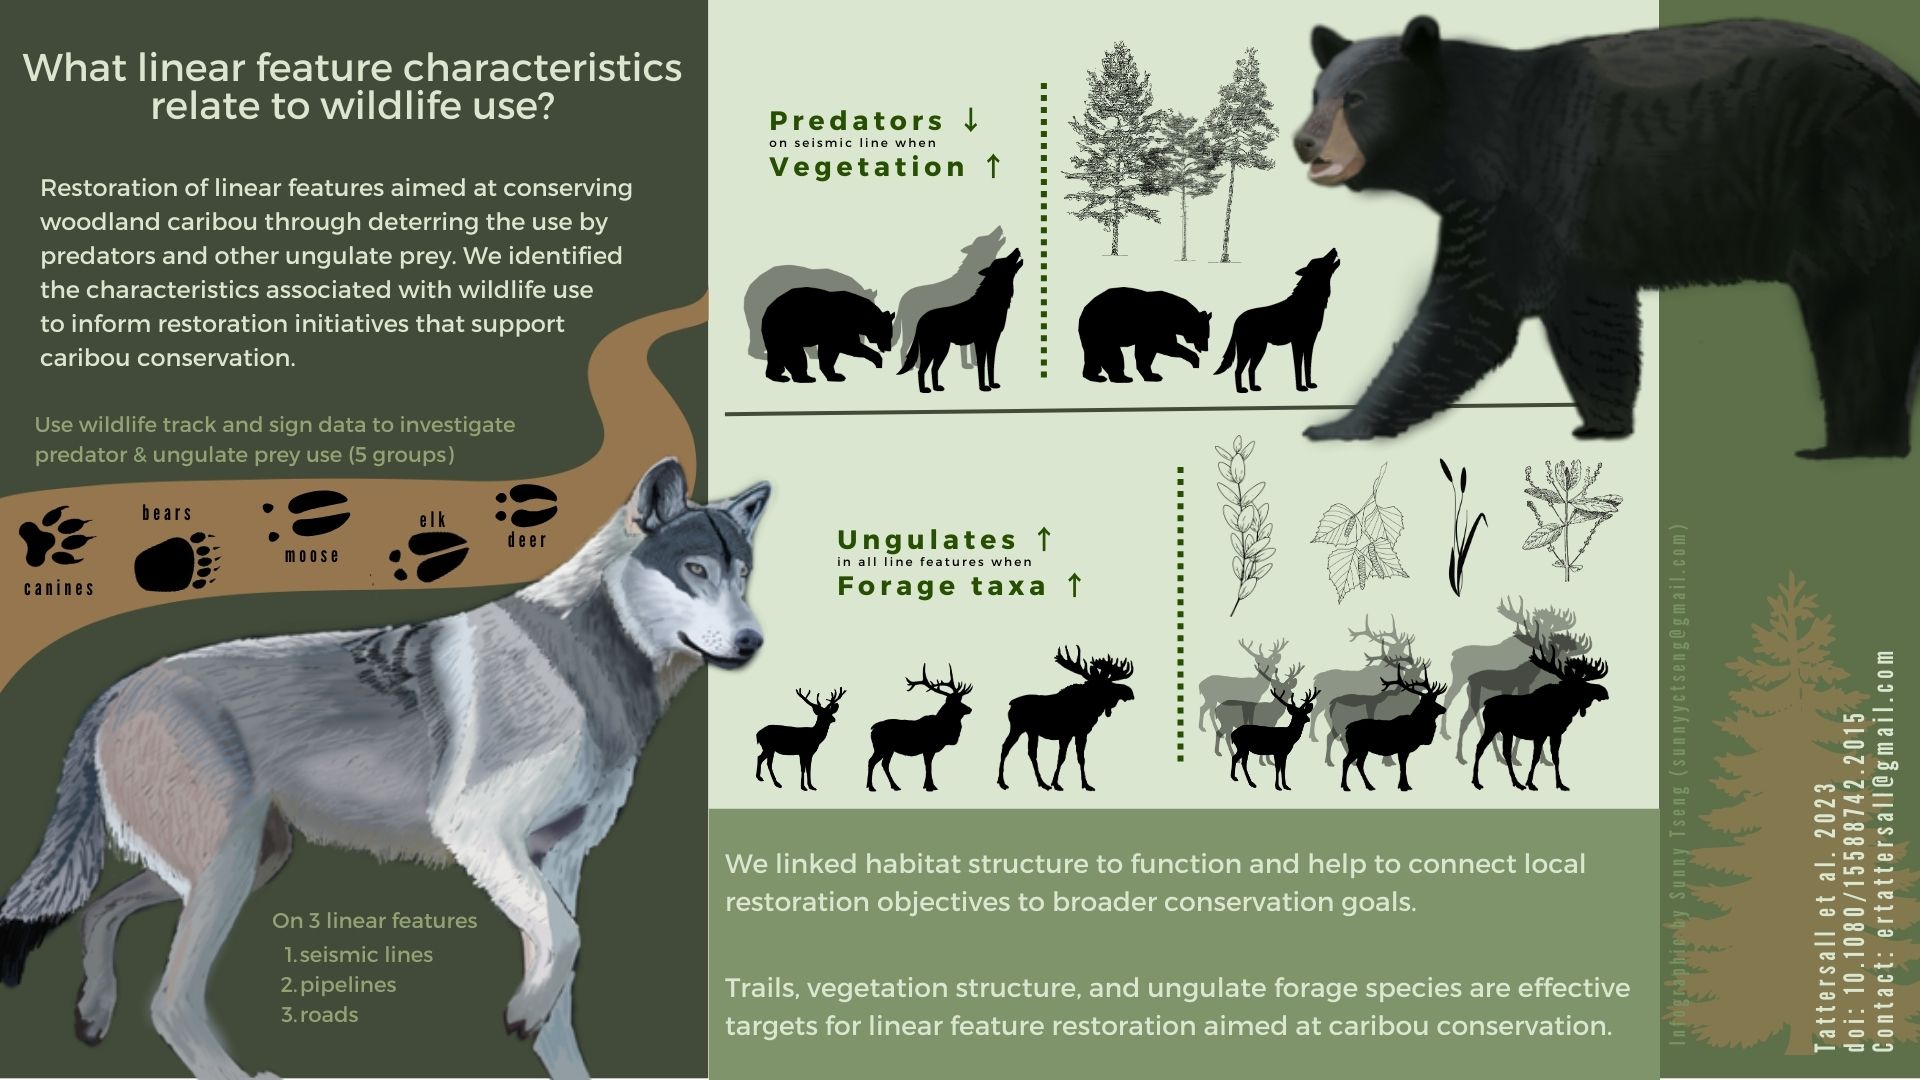 What linear feature characteristics
relate to wildlife use?
Restoration of linear features aimed at conserving
woodland caribou through deterring the use by
predators and other ungulate prey. We identified
the characteristics associated with wildlife use
to inform restoration initiatives that support
caribou conservation.
Use wildlife track and sign data to investigate
predator & ungulate prey use (5 groups)
canines
bears
moose
elk
deer
On 3 linear features
1. seismic lines
2. pipelines
3. roads
Predators ↓
on seismic line when
Vegetation ↑
Ungulates ↑
in all line features when
Forage taxa ↑
We linked habitat structure to function and help to connect local
restoration objectives to broader conservation goals.
Trails, vegetation structure, and ungulate forage species are effective
targets for linear feature restoration aimed at caribou conservation.
Infographic by Sunny Tseng (sunnyyctseng@gmail.com)
Tattersall et al. 2023
doi: 10.1080/15588742.2015
Contact: ertattersall@gmail.com